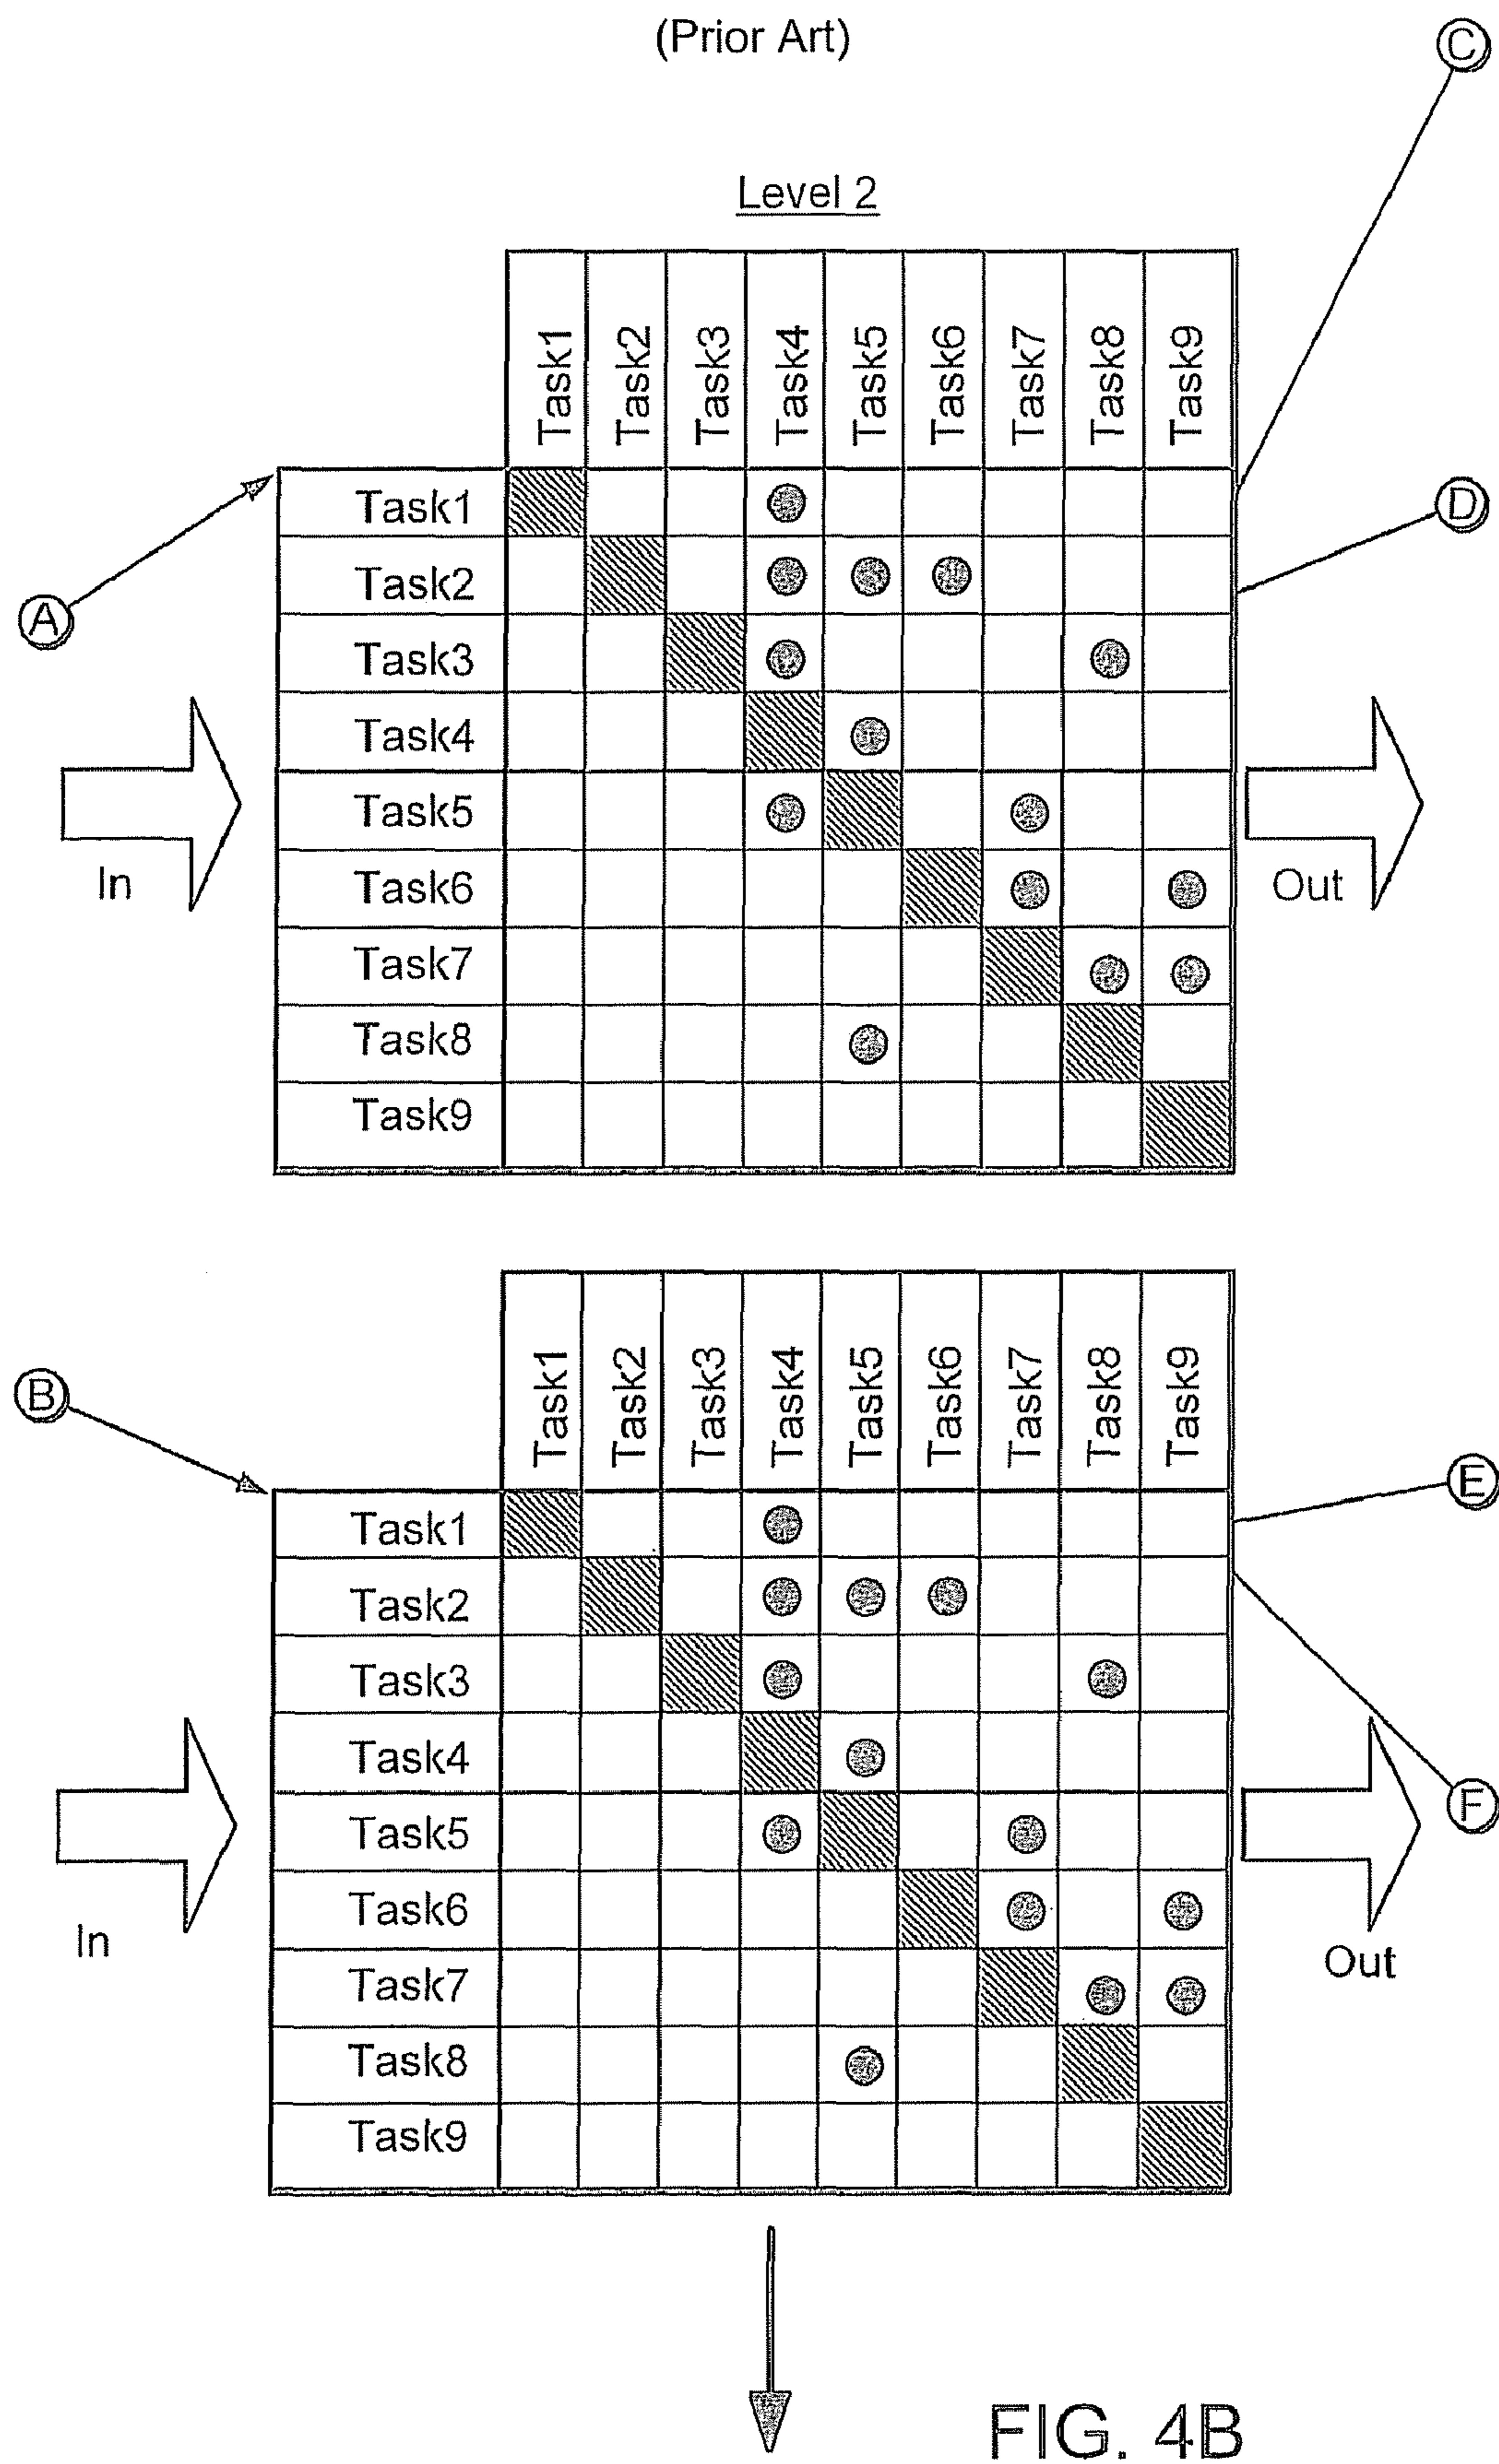 (Prior Art)
C
Level 2
Task1 Task2 Task3 Task4 Task5 Task6 Task7 Task8 Task9
Task1
D
Task2
A
Task3
Task4
Task5
In
Task6
Out
Task7
Task8
Task9
Task1 Task2 Task3 Task4 Task5 Task6 Task7 Task8 Task9
B
E
Task1
Task2
Task3
Task4
F
Task5
Task6
In
Out
Task7
Task8
Task9
FIG. 4B